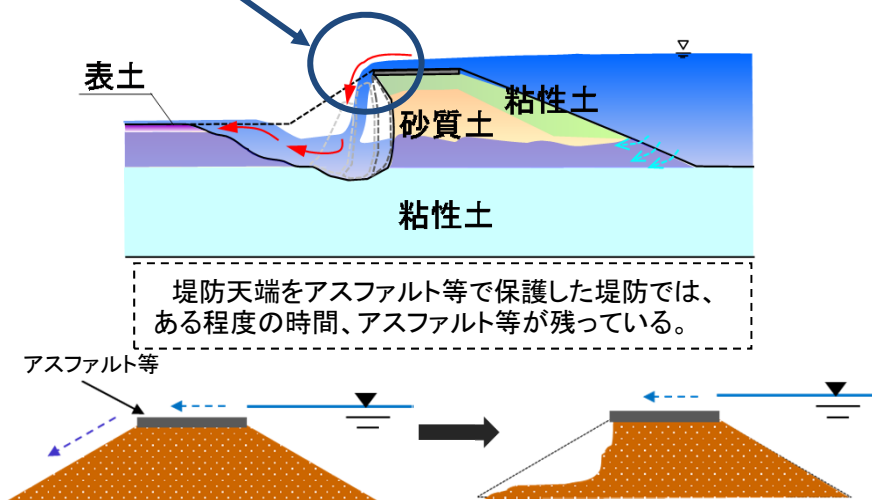 表土
粘性土
砂質土
粘性土
堤防天端をアスファルト等で保護した堤防では、
ある程度の時間、アスファルト等が残っている。
アスファルト等